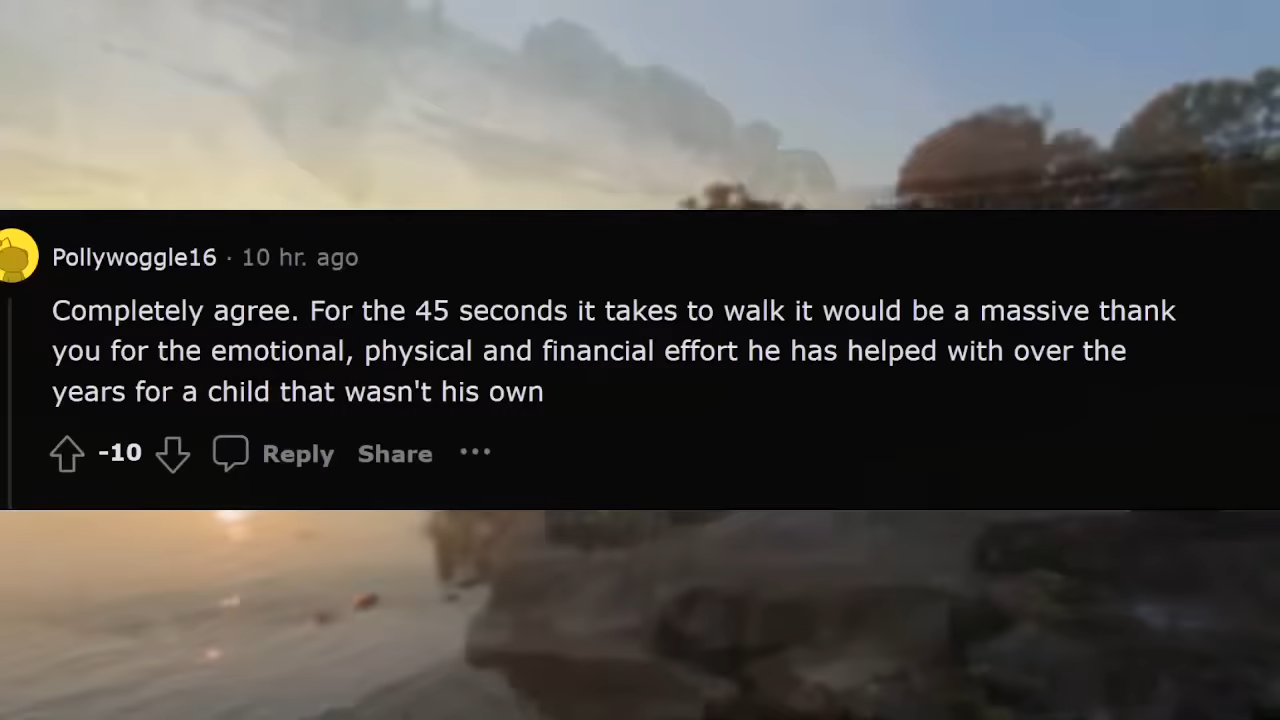 Pollywoggle16 · 10 hr. ago
Completely agree. For the 45 seconds it takes to walk it would be a massive thank
you for the emotional, physical and financial effort he has helped with over the
years for a child that wasn't his own
-10 Reply Share ···